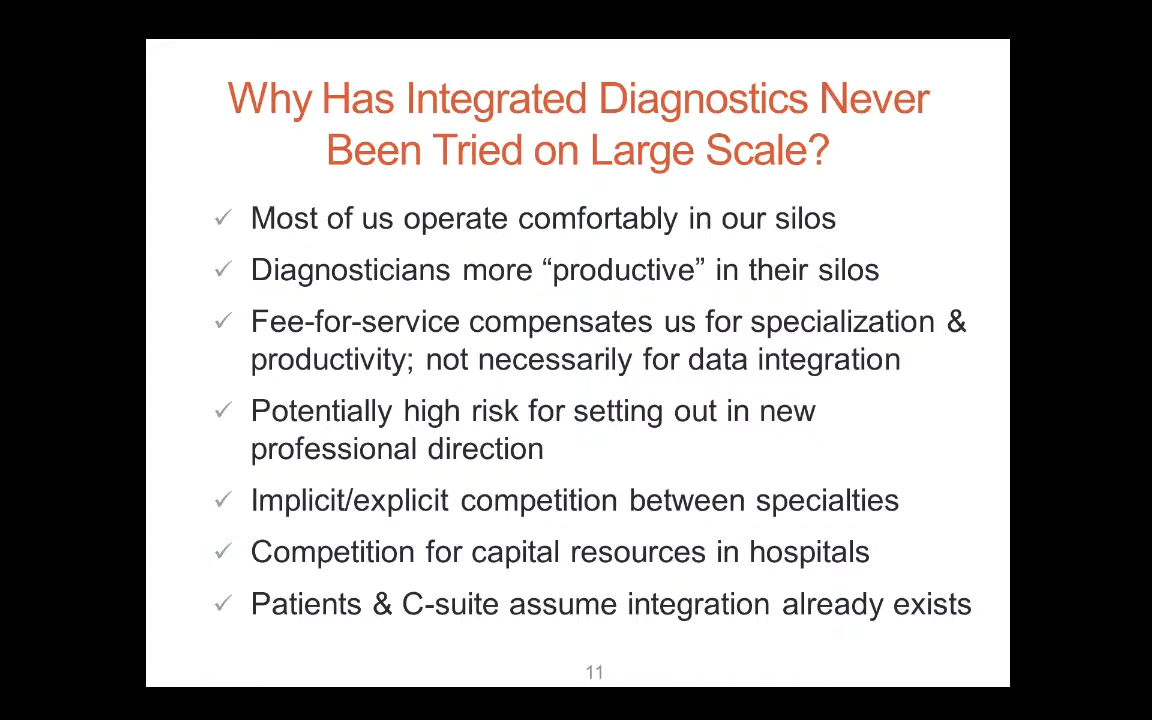 Why Has Integrated Diagnostics Never
Been Tried on Large Scale?
✓ Most of us operate comfortably in our silos
✓ Diagnosticians more “productive” in their silos
✓ Fee-for-service compensates us for specialization &
productivity; not necessarily for data integration
✓ Potentially high risk for setting out in new
professional direction
✓ Implicit/explicit competition between specialties
✓ Competition for capital resources in hospitals
✓ Patients & C-suite assume integration already exists
11